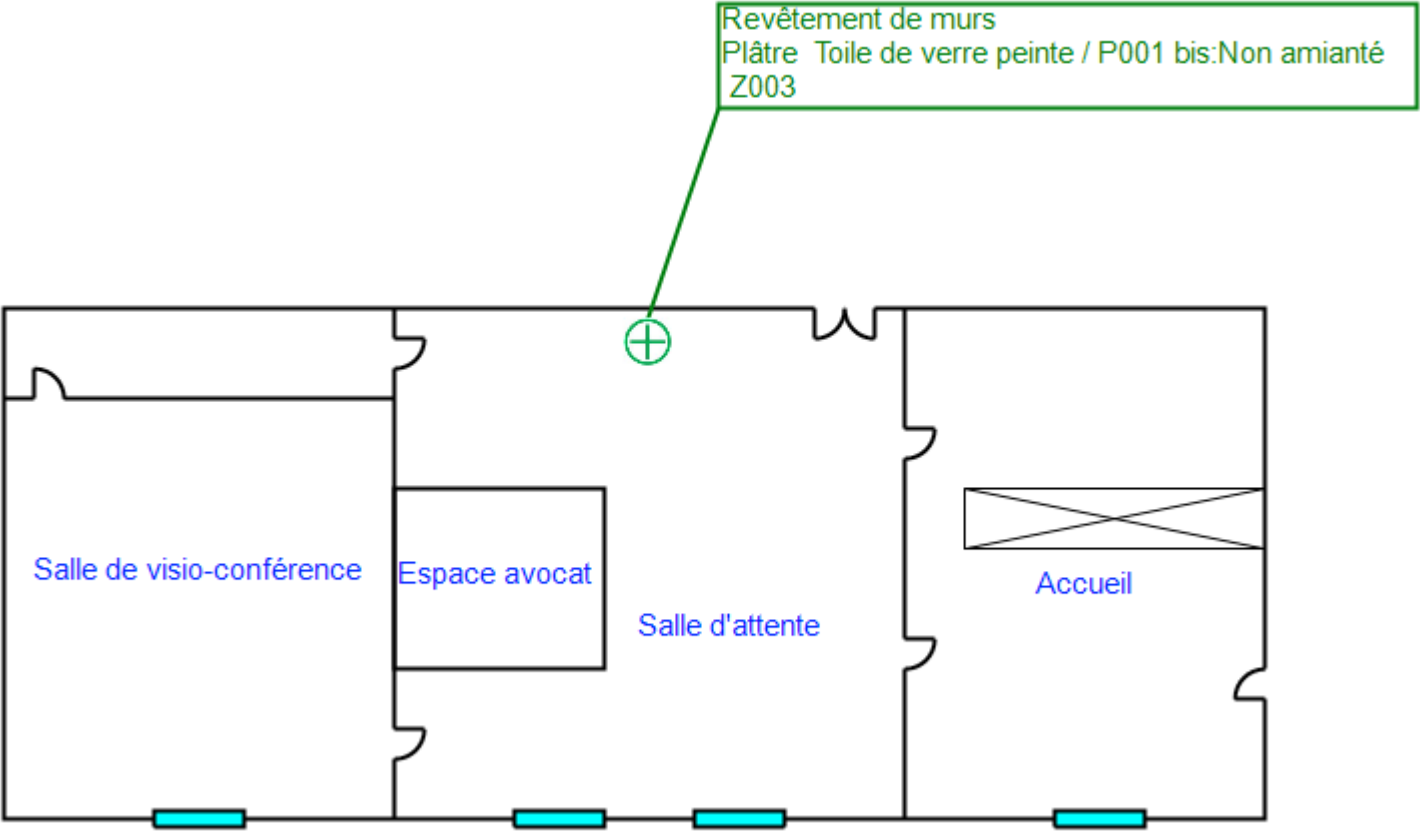 Revêtement de murs
Plâtre  Toile de verre peinte / P001 bis:Non amianté
Z003
Salle de visio-conférence
Espace avocat
Salle d'attente
Accueil